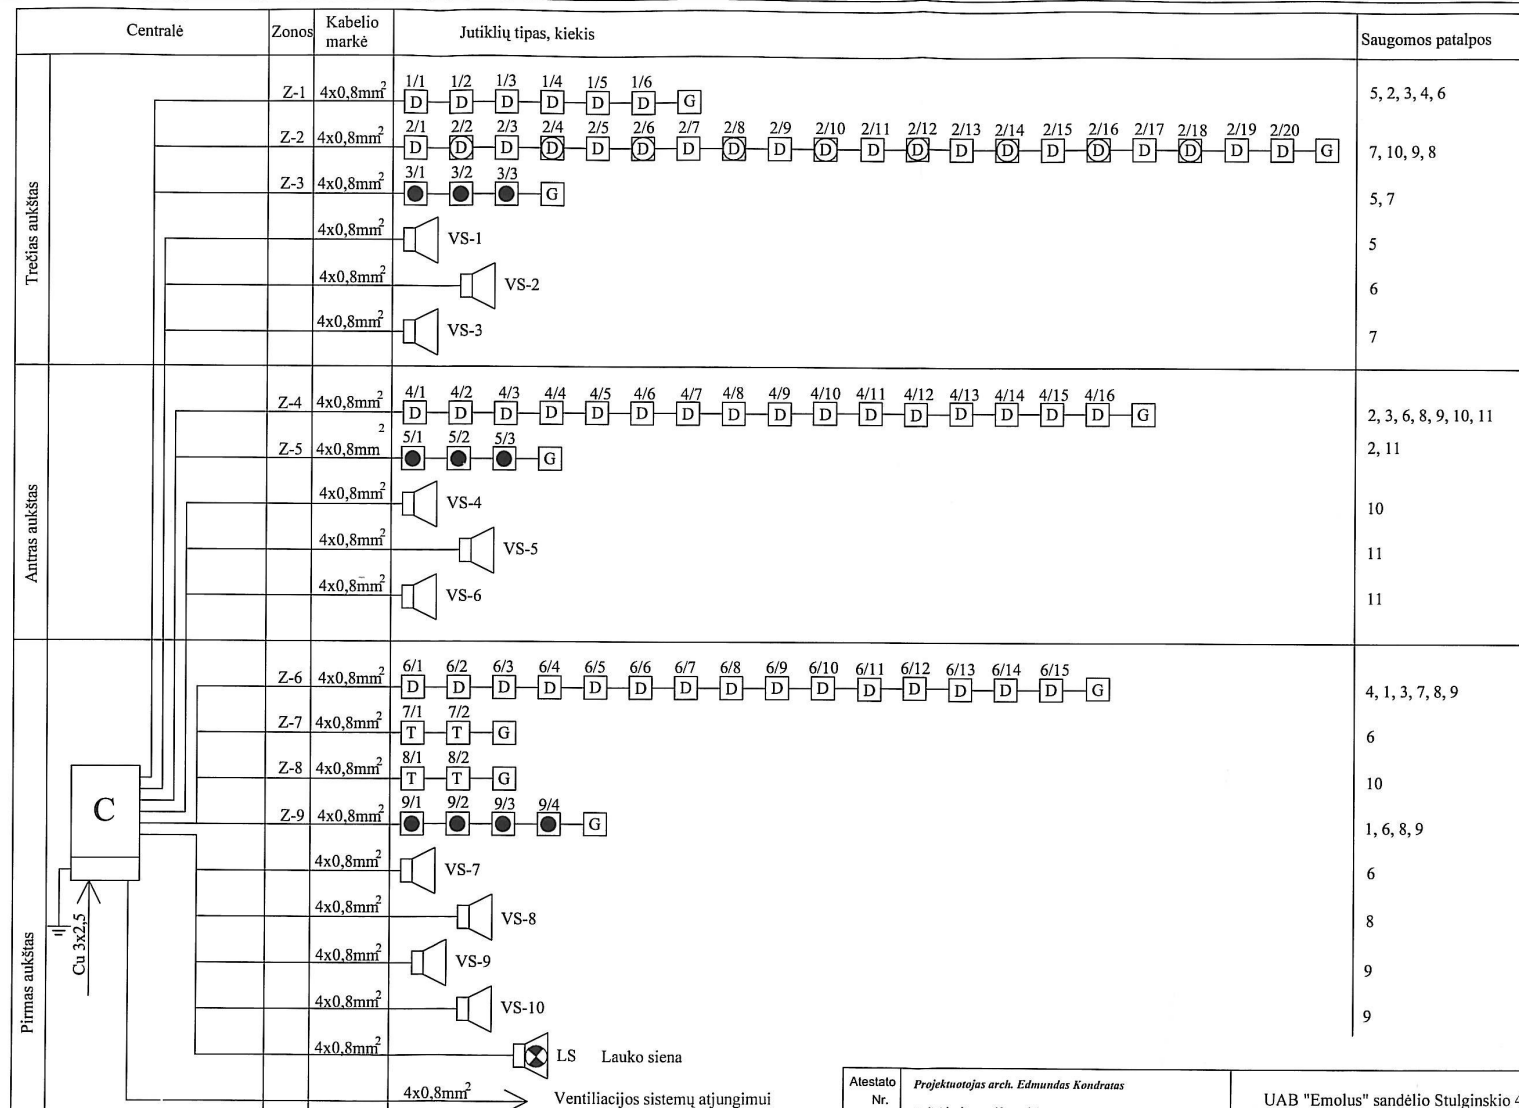 Centralė Zonos Kabelio markė Jutiklių tipas, kiekis Saugomos patalpos
Trečias aukštas
1/1 1/2 1/3 1/4 1/5 1/6
Z-1 4x0,8mm² D D D D D D G 5, 2, 3, 4, 6
2/1 2/2 2/3 2/4 2/5 2/6 2/7 2/8 2/9 2/10 2/11 2/12 2/13 2/14 2/15 2/16 2/17 2/18 2/19 2/20
Z-2 4x0,8mm² D D D D D D D D D D D D D D D D D D D D G 7, 10, 9, 8
3/1 3/2 3/3
Z-3 4x0,8mm² G 5, 7
4x0,8mm² VS-1 5
4x0,8mm² VS-2 6
4x0,8mm² VS-3 7
Antras aukštas
4/1 4/2 4/3 4/4 4/5 4/6 4/7 4/8 4/9 4/10 4/11 4/12 4/13 4/14 4/15 4/16
Z-4 4x0,8mm² D D D D D D D D D D D D D D D D G 2, 3, 6, 8, 9, 10, 11
5/1 5/2 5/3
Z-5 4x0,8mm² G 2, 11
4x0,8mm² VS-4 10
4x0,8mm² VS-5 11
4x0,8mm² VS-6 11
Pirmas aukštas
6/1 6/2 6/3 6/4 6/5 6/6 6/7 6/8 6/9 6/10 6/11 6/12 6/13 6/14 6/15
Z-6 4x0,8mm² D D D D D D D D D D D D D D D G 4, 1, 3, 7, 8, 9
7/1 7/2
Z-7 4x0,8mm² T T G 6
8/1 8/2
Z-8 4x0,8mm² T T G 10
C
9/1 9/2 9/3 9/4
Z-9 4x0,8mm² G 1, 6, 8, 9
4x0,8mm² VS-7 6
4x0,8mm² VS-8 8
Cu 3x2,5
4x0,8mm² VS-9 9
4x0,8mm² VS-10 9
4x0,8mm² LS Lauko siena
4x0,8mm² Ventiliacijos sistemų atjungimui
Atestato Nr.
Projektuotojas arch. Edmundas Kondratas
UAB "Emolus" sandėlio Stulginskio 4